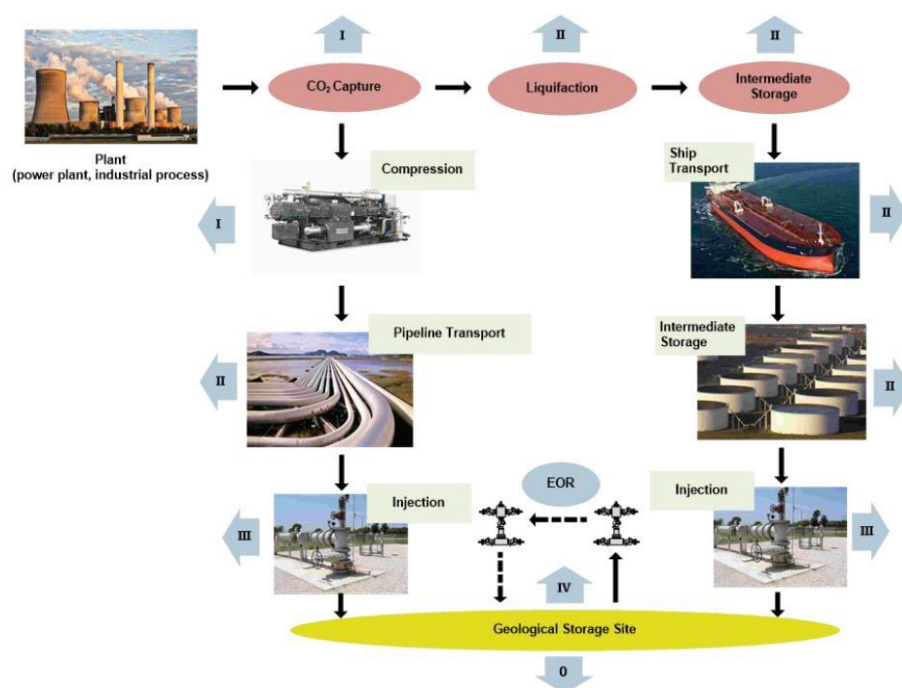 I
II
II
CO₂ Capture
Liquifaction
Intermediate
Storage
Plant
(power plant, industrial process)
Compression
Ship
Transport
I
II
Pipeline Transport
Intermediate
Storage
II
II
EOR
Injection
Injection
III
III
IV
Geological Storage Site
0